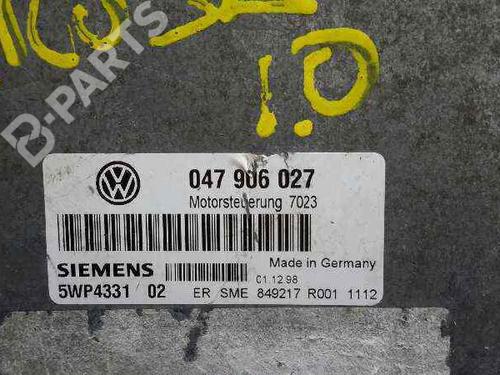 1.0
B-PARTS
047 906 027
Motorsteuerung 7023
SIEMENS
Made in Germany
01.12.98
5WP4331 02
ER SME 849217 R001 1112